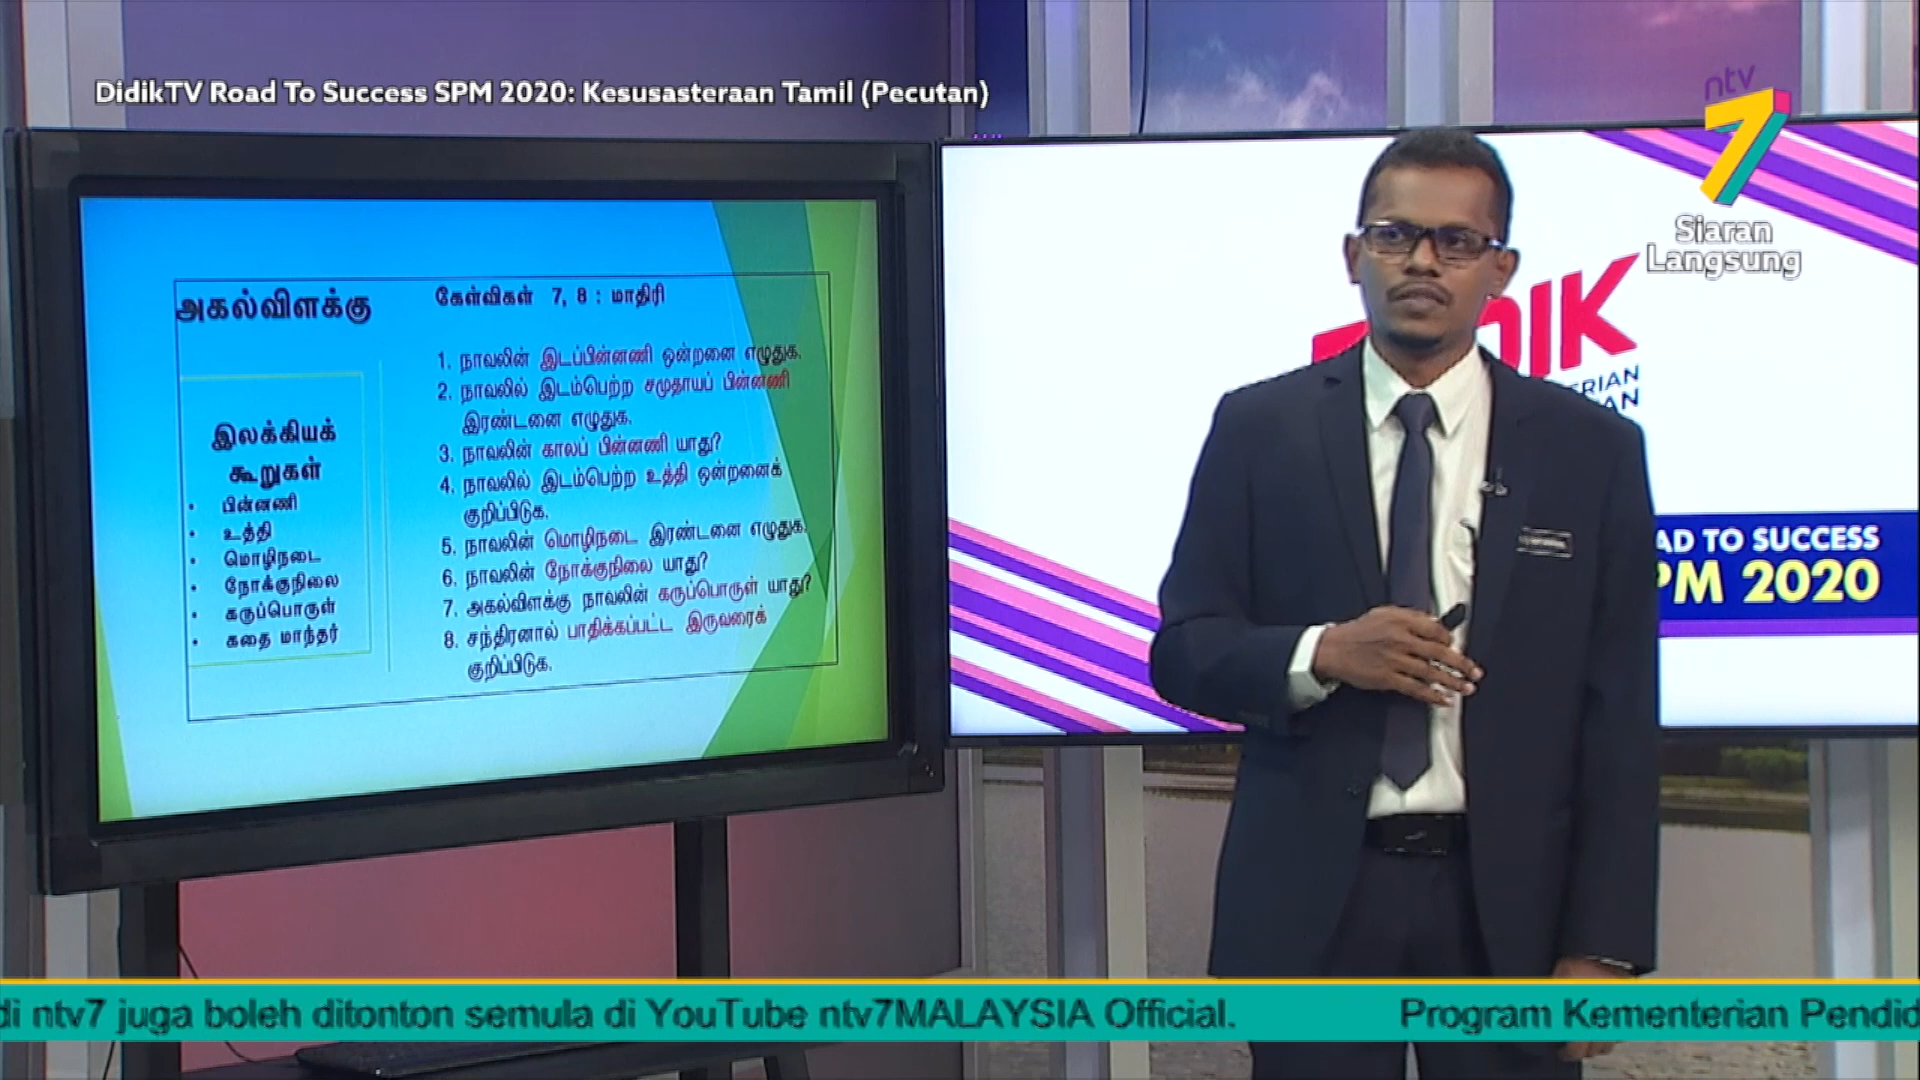 DidikTV Road To Success SPM 2020: Kesusasteraan Tamil (Pecutan)
ntv
7
Siaran
Langsung
அகல்விளக்கு
இலக்கியக்
கூறுகள்
• பின்னணி
• உத்தி
• மொழிநடை
• நோக்குநிலை
• கருப்பொருள்
• கதை மாந்தர்
கேள்விகள் 7, 8 : மாதிரி
1. நாவலின் இடப்பின்னணி ஒன்றனை எழுதுக.
2. நாவலில் இடம்பெற்ற சமுதாயப் பின்னணி
இரண்டனை எழுதுக.
3. நாவலின் காலப் பின்னணி யாது?
4. நாவலில் இடம்பெற்ற உத்தி ஒன்றனைக்
குறிப்பிடுக.
5. நாவலின் மொழிநடை இரண்டனை எழுதுக.
6. நாவலின் நோக்குநிலை யாது?
7. அகல்விளக்கு நாவலின் கருப்பொருள் யாது?
8. சந்திரனால் பாதிக்கப்பட்ட இருவரைக்
குறிப்பிடுக.
DIK
ERIAN
AN
AD TO SUCCESS
PM 2020
di ntv7 juga boleh ditonton semula di YouTube ntv7MALAYSIA Official. Program Kementerian Pendid